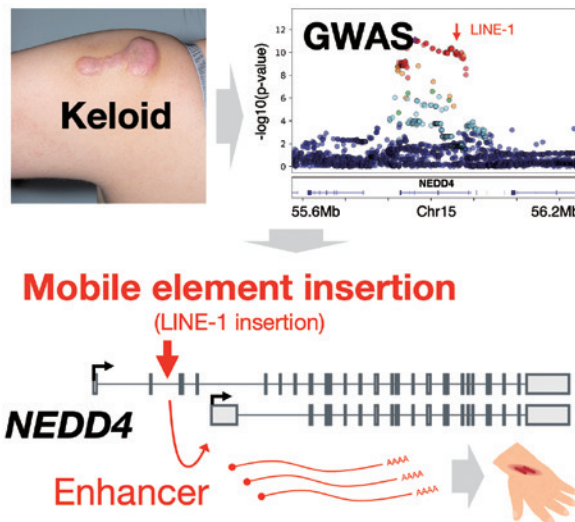 Keloid
GWAS
LINE-1
-log10(p-value)
12
10
8
6
4
2
0
NEDD4
55.6Mb Chr15 56.2Mb
Mobile element insertion
(LINE-1 insertion)
NEDD4
Enhancer
AAAA
AAAA
AAAA